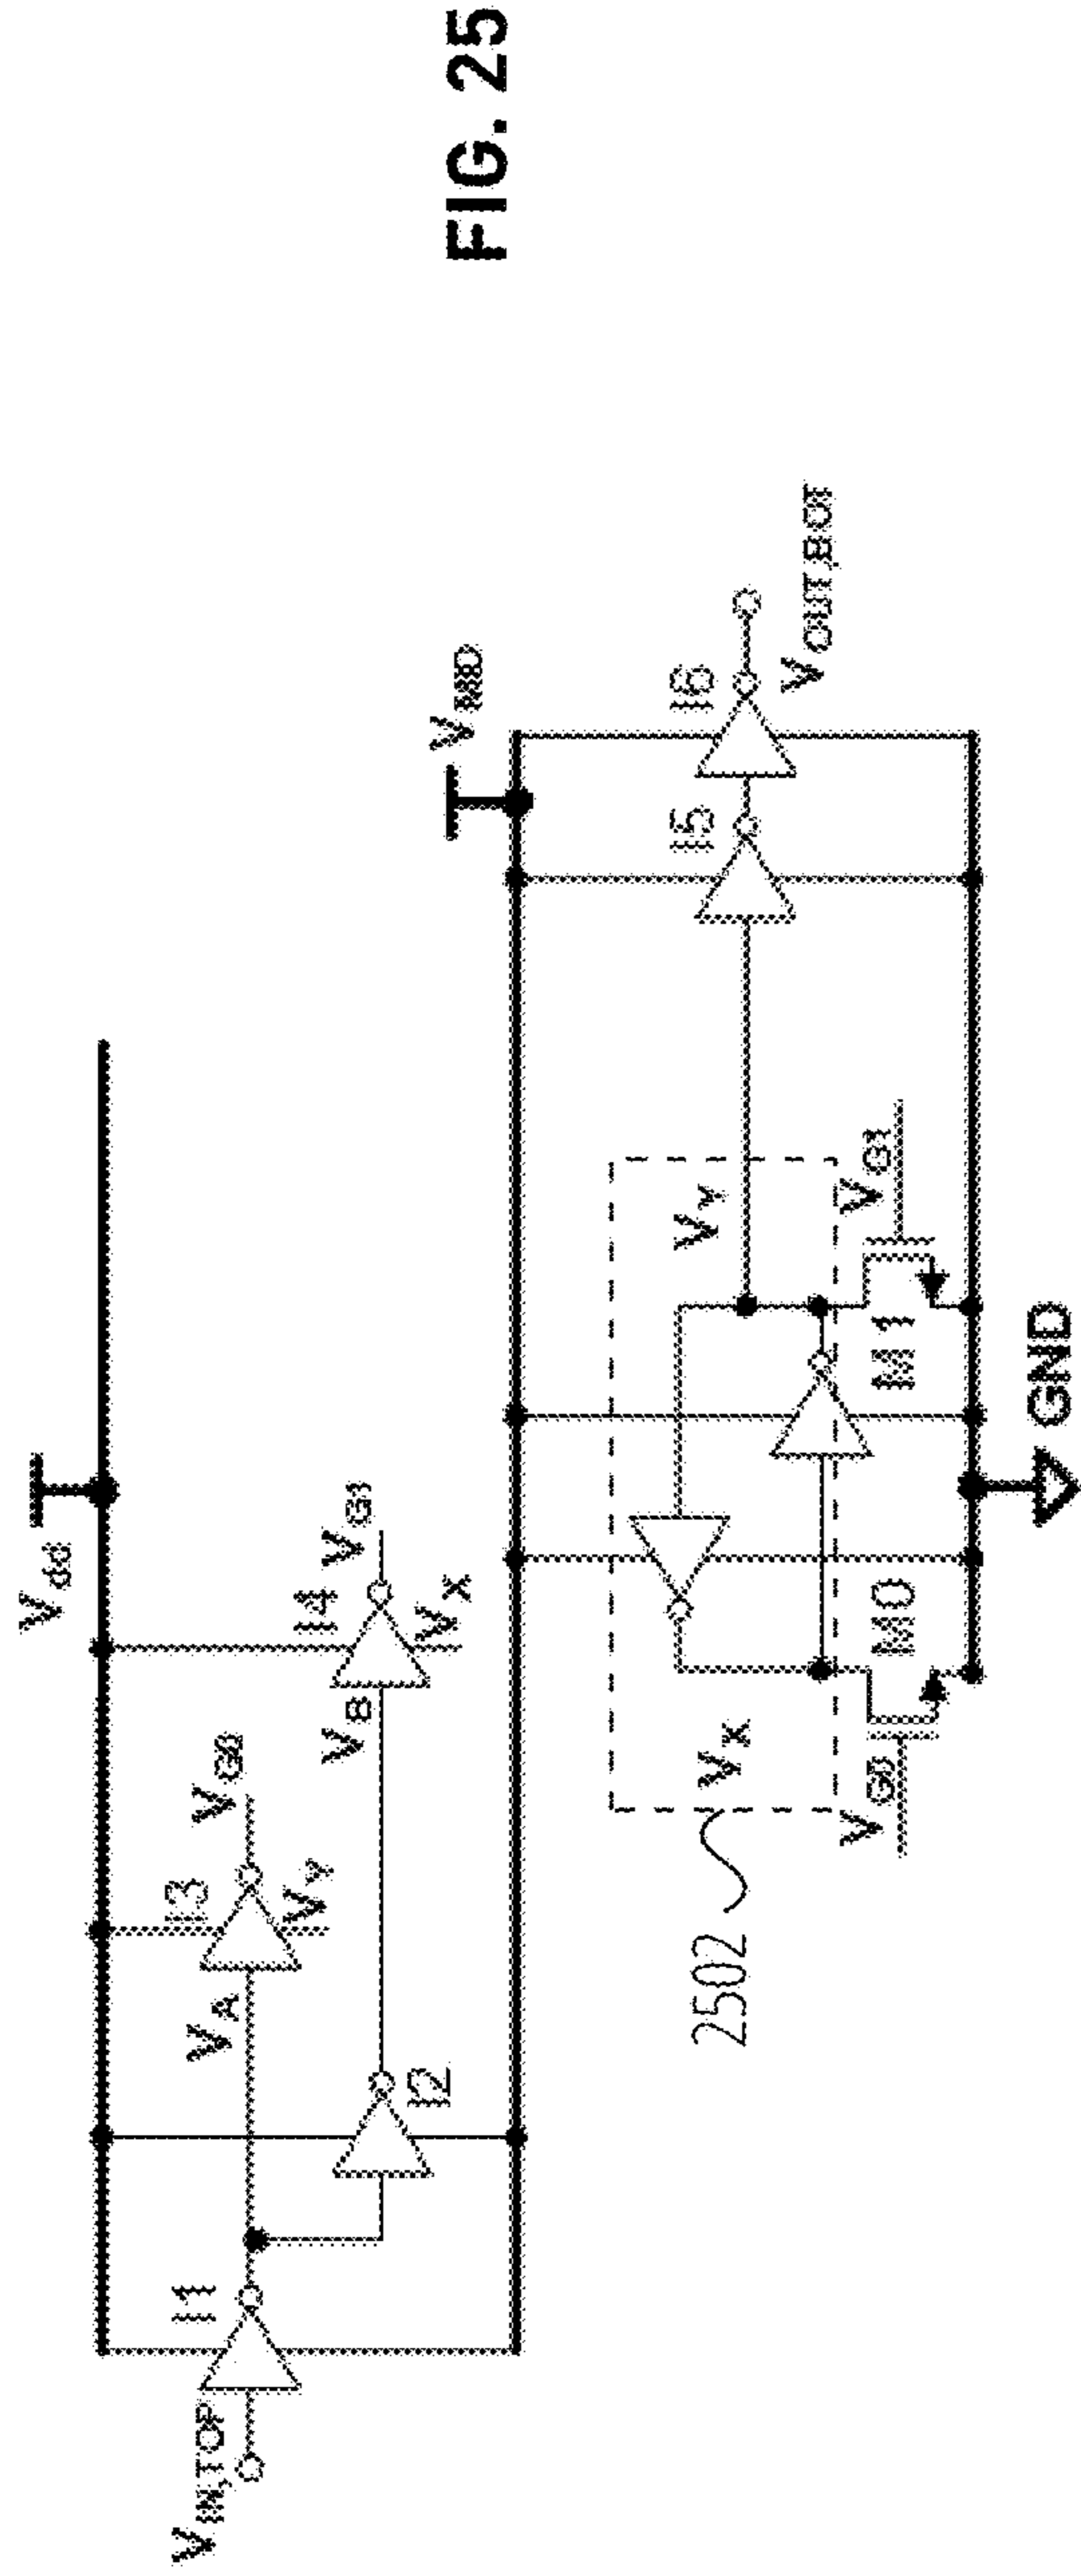 FIG. 25
Vdd
I1
VIN,TOP
VA
I3
VG0
VY
I2
VB
I4
VG1
VX
VMID
2502
VX
VY
VG0
M0
M1
VG1
I5
I6
VOUT,BOT
GND